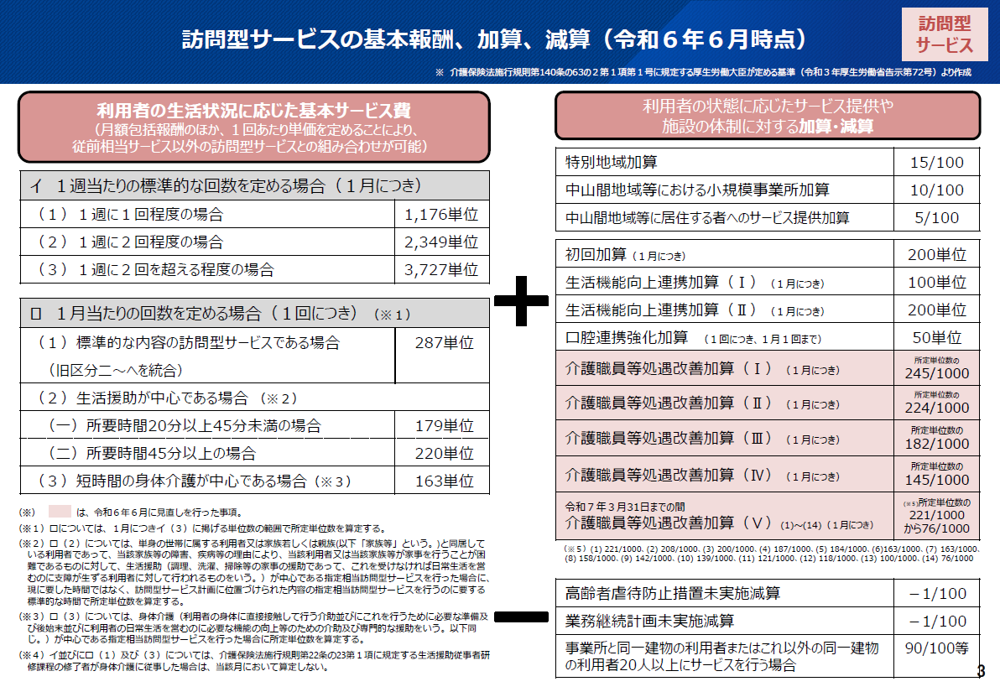 訪問型サービスの基本報酬、加算、減算（令和６年６月時点）
訪問型
サービス
※ 介護保険法施行規則第140条の63の２第１項第１号に規定する厚生労働大臣が定める基準（令和３年厚生労働省告示第72号）より作成
利用者の生活状況に応じた基本サービス費
（月額包括報酬のほか、１回あたり単価を定めることにより、
従前相当サービス以外の訪問型サービスとの組み合わせが可能）
イ １週当たりの標準的な回数を定める場合（１月につき）
（１）１週に１回程度の場合 1,176単位
（２）１週に２回程度の場合 2,349単位
（３）１週に２回を超える程度の場合 3,727単位
ロ １月当たりの回数を定める場合（１回につき）（※１）
（１）標準的な内容の訪問型サービスである場合 287単位
（旧区分ニ～ヘを統合）
（２）生活援助が中心である場合 （※２）
（一）所要時間20分以上45分未満の場合 179単位
（二）所要時間45分以上の場合 220単位
（３）短時間の身体介護が中心である場合（※３） 163単位
（※） は、令和６年６月に見直しを行った事項。
（※１）ロについては、１月につきイ（３）に掲げる単位数の範囲で所定単位数を算定する。
（※２）ロ（２）については、単身の世帯に属する利用者又は家族若しくは親族(以下「家族等」という。)と同居して
いる利用者であって、当該家族等の障害、疾病等の理由により、当該利用者又は当該家族等が家事を行うことが困
難であるものに対して、生活援助（調理、洗濯、掃除等の家事の援助であって、これを受けなければ日常生活を営
むのに支障が生ずる利用者に対して行われるものをいう。）が中心である指定相当訪問型サービスを行った場合に、
現に要した時間ではなく、訪問型サービス計画に位置づけられた内容の指定相当訪問型サービスを行うのに要する
標準的な時間で所定単位数を算定する。
（※３）ロ（３）については、身体介護（利用者の身体に直接接触して行う介助並びにこれを行うために必要な準備及
び後始末並びに利用者の日常生活を営むのに必要な機能の向上等のための介助及び専門的な援助をいう。以下同
じ。）が中心である指定相当訪問型サービスを行った場合に所定単位数を算定する。
（※４）イ並びにロ（１）及び（３）については、介護保険法施行規則第22条の23第１項に規定する生活援助従事者研
修課程の修了者が身体介護に従事した場合は、当該月において算定しない。
利用者の状態に応じたサービス提供や
施設の体制に対する加算・減算
特別地域加算 15/100
中山間地域等における小規模事業所加算 10/100
中山間地域等に居住する者へのサービス提供加算 5/100
初回加算（１月につき） 200単位
生活機能向上連携加算（Ⅰ）（１月につき） 100単位
生活機能向上連携加算（Ⅱ）（１月につき） 200単位
口腔連携強化加算 （１回につき、１月１回まで） 50単位
介護職員等処遇改善加算（Ⅰ）（１月につき） 所定単位数の
245/1000
介護職員等処遇改善加算（Ⅱ）（１月につき） 所定単位数の
224/1000
介護職員等処遇改善加算（Ⅲ）（１月につき） 所定単位数の
182/1000
介護職員等処遇改善加算（Ⅳ）（１月につき） 所定単位数の
145/1000
令和７年３月31日までの間
介護職員等処遇改善加算（Ⅴ）(1)～(14)（１月につき）
(※５)所定単位数の
221/1000
から76/1000
（※５）(1) 221/1000、(2) 208/1000、(3) 200/1000、(4) 187/1000、(5) 184/1000、(6)163/1000、(7) 163/1000、
(8) 158/1000、(9) 142/1000、(10) 139/1000、(11) 121/1000、(12) 118/1000、(13) 100/1000、(14) 76/1000
高齢者虐待防止措置未実施減算 －1/100
業務継続計画未実施減算 －1/100
事業所と同一建物の利用者またはこれ以外の同一建物 90/100等
の利用者20人以上にサービスを行う場合
3